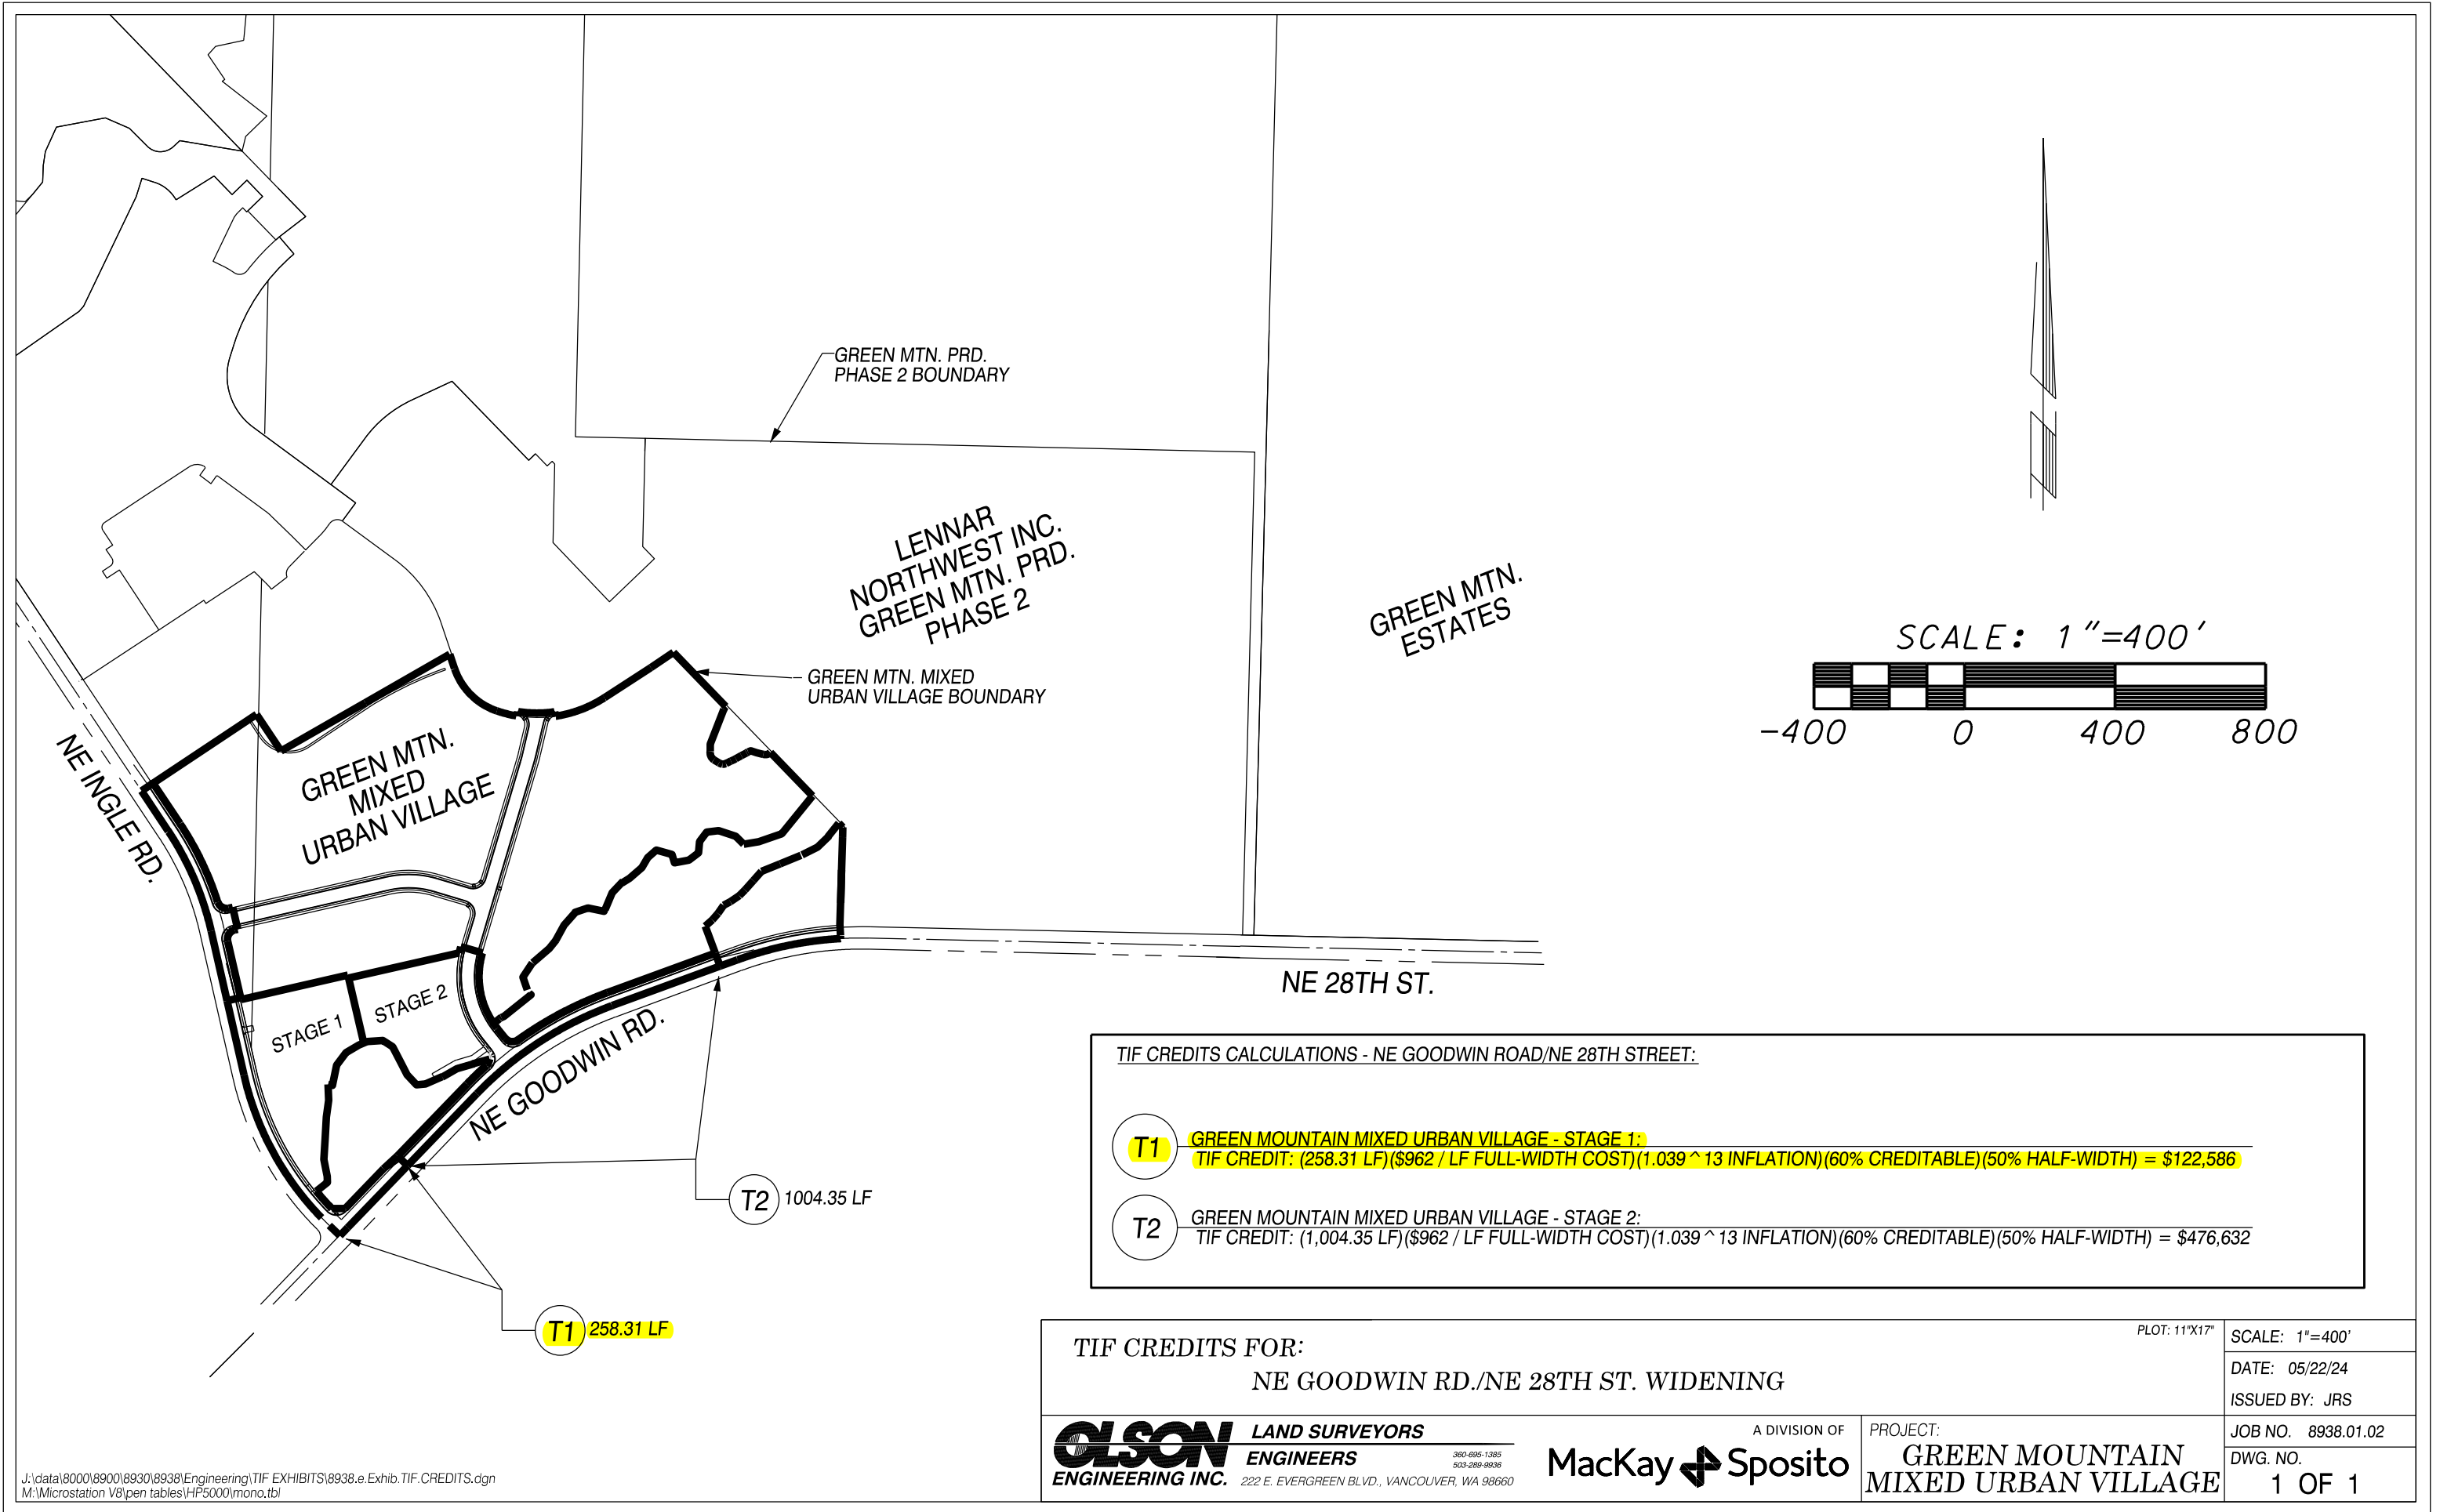 GREEN MTN. PRD.
PHASE 2 BOUNDARY
LENNAR
NORTHWEST INC.
GREEN MTN. PRD.
PHASE 2
GREEN MTN.
ESTATES
SCALE: 1"=400'
-400 0 400 800
GREEN MTN. MIXED
URBAN VILLAGE BOUNDARY
NE INGLE RD.
GREEN MTN.
MIXED
URBAN VILLAGE
STAGE 1
STAGE 2
NE GOODWIN RD.
NE 28TH ST.
T2 1004.35 LF
T1 258.31 LF
TIF CREDITS CALCULATIONS - NE GOODWIN ROAD/NE 28TH STREET:
T1
GREEN MOUNTAIN MIXED URBAN VILLAGE - STAGE 1:
TIF CREDIT: (258.31 LF)($962 / LF FULL-WIDTH COST)(1.039^13 INFLATION)(60% CREDITABLE)(50% HALF-WIDTH) = $122,586
T2
GREEN MOUNTAIN MIXED URBAN VILLAGE - STAGE 2:
TIF CREDIT: (1,004.35 LF)($962 / LF FULL-WIDTH COST)(1.039^13 INFLATION)(60% CREDITABLE)(50% HALF-WIDTH) = $476,632
PLOT: 11"X17"
TIF CREDITS FOR:
NE GOODWIN RD./NE 28TH ST. WIDENING
SCALE: 1"=400'
DATE: 05/22/24
ISSUED BY: JRS
OLSON
ENGINEERING INC.
LAND SURVEYORS
ENGINEERS
360-695-1385
503-289-9936
222 E. EVERGREEN BLVD., VANCOUVER, WA 98660
A DIVISION OF
MacKay Sposito
PROJECT:
GREEN MOUNTAIN
MIXED URBAN VILLAGE
JOB NO. 8938.01.02
DWG. NO.
1 OF 1
J:\data\8000\8900\8930\8938\Engineering\TIF EXHIBITS\8938.e.Exhib.TIF.CREDITS.dgn
M:\Microstation V8\pen tables\HP5000\mono.tbl